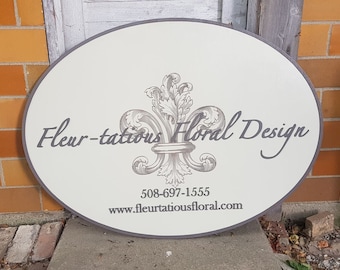 Fleur-tatious Floral Design
508-697-1555
www.fleurtatiousfloral.com